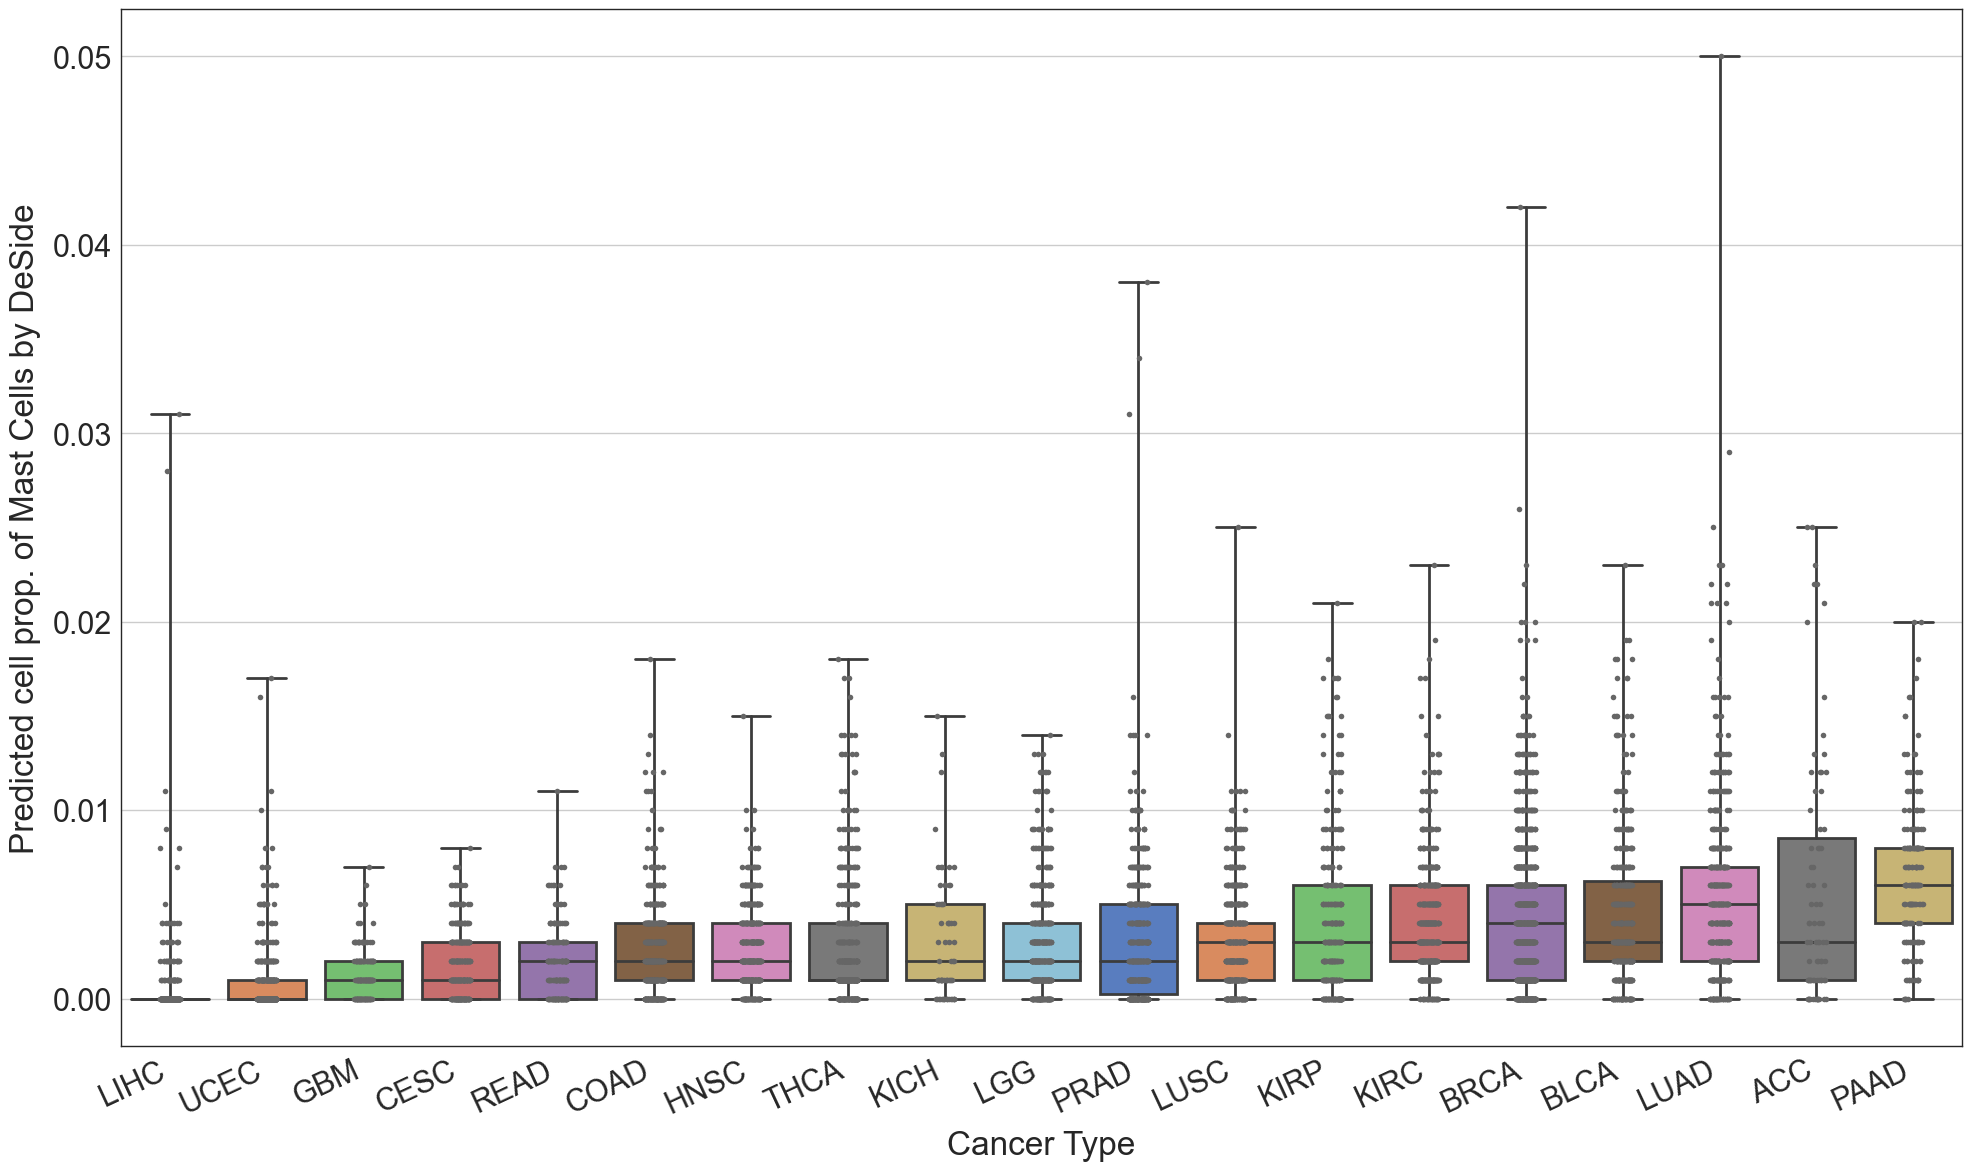 Predicted cell prop. of Mast Cells by DeSide
0.05
0.04
0.03
0.02
0.01
0.00
LIHC UCEC GBM CESC READ COAD HNSC THCA KICH LGG PRAD LUSC KIRP KIRC BRCA BLCA LUAD ACC PAAD
Cancer Type